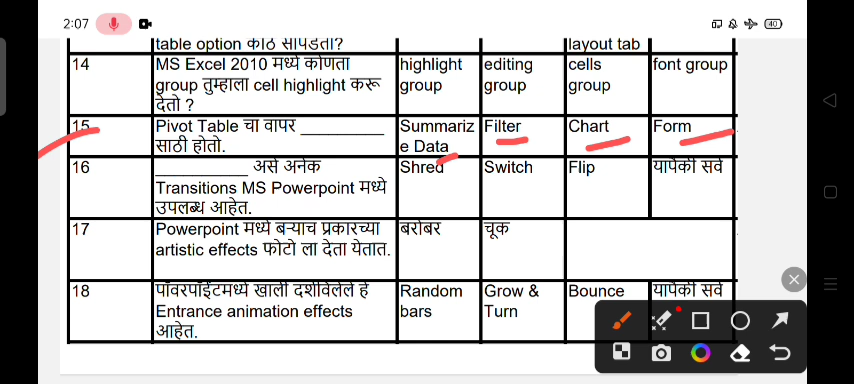 2:07
40
table option कोठे सापडतो?
layout tab
14 MS Excel 2010 मध्ये कोणता highlight editing cells font group
group तुम्हाला cell highlight करू group group group
देतो ?
15 Pivot Table चा वापर __________ Summariz Filter Chart Form
साठी होतो. e Data
16 ___________ असे अनेक Shred Switch Flip यापैकी सर्व
Transitions MS Powerpoint मध्ये
उपलब्ध आहेत.
17 Powerpoint मध्ये बऱ्याच प्रकारच्या बरोबर चूक
artistic effects फोटो ला देता येतात.
18 पॉवरपॉईंटमध्ये खाली दर्शविलेले हे Random Grow & Bounce यापैकी सर्व
Entrance animation effects bars Turn
आहेत.